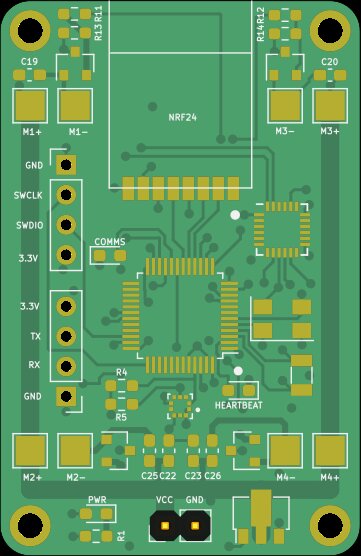 R13 R11
R14 R12
C19
C20
M1+ M1- M3- M3+
NRF24
GND
SWCLK
SWDIO
3.3V
COMMS
3.3V
TX
RX
GND
R4
R5
HEARTBEAT
M2+ M2- M4- M4+
C25 C22 C23 C26
PWR
VCC GND
R1